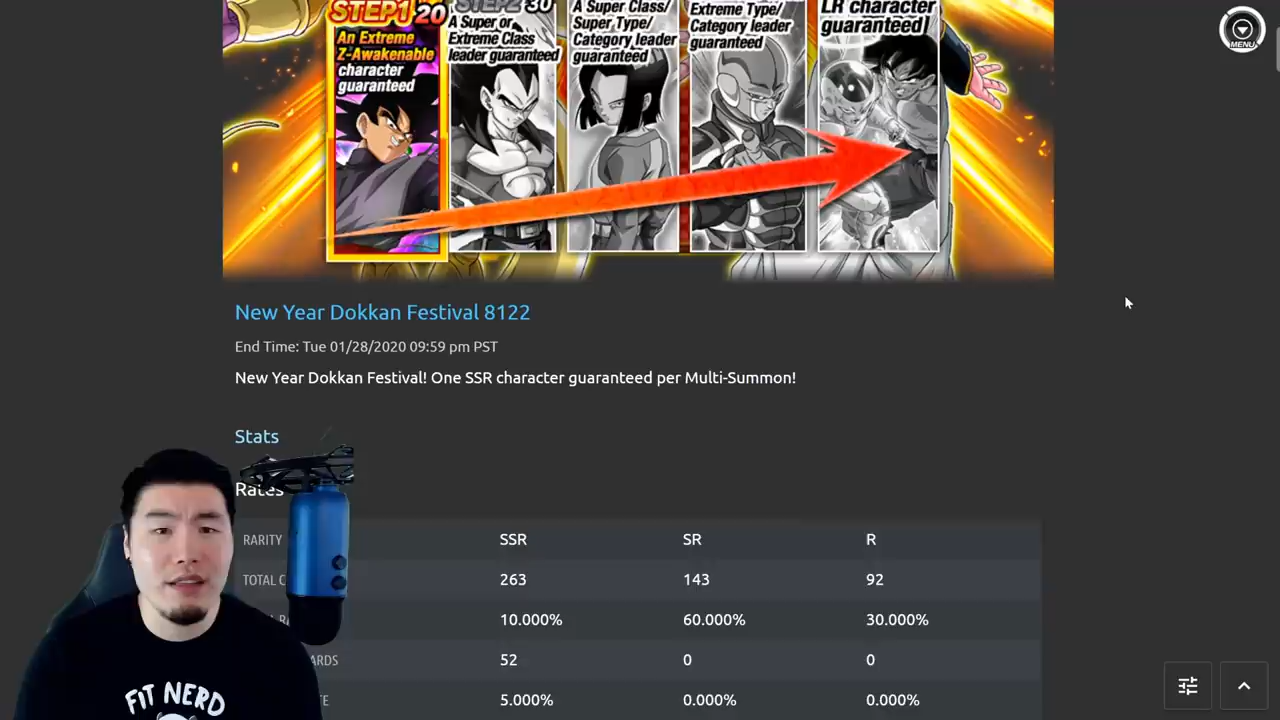 STEP1 20
An Extreme
Z-Awakenable
character
guaranteed
STEP2 30
A Super or
Extreme Class
leader guaranteed
A Super Class/
Super Type/
Category leader
guaranteed
Extreme Type/
Category leader
guaranteed
LR character
guaranteed!
MENU
New Year Dokkan Festival 8122
End Time: Tue 01/28/2020 09:59 pm PST
New Year Dokkan Festival! One SSR character guaranteed per Multi-Summon!
Stats
Rates
RARITY SSR SR R
TOTAL 263 143 92
10.000% 60.000% 30.000%
52 0 0
5.000% 0.000% 0.000%
FIT NERD